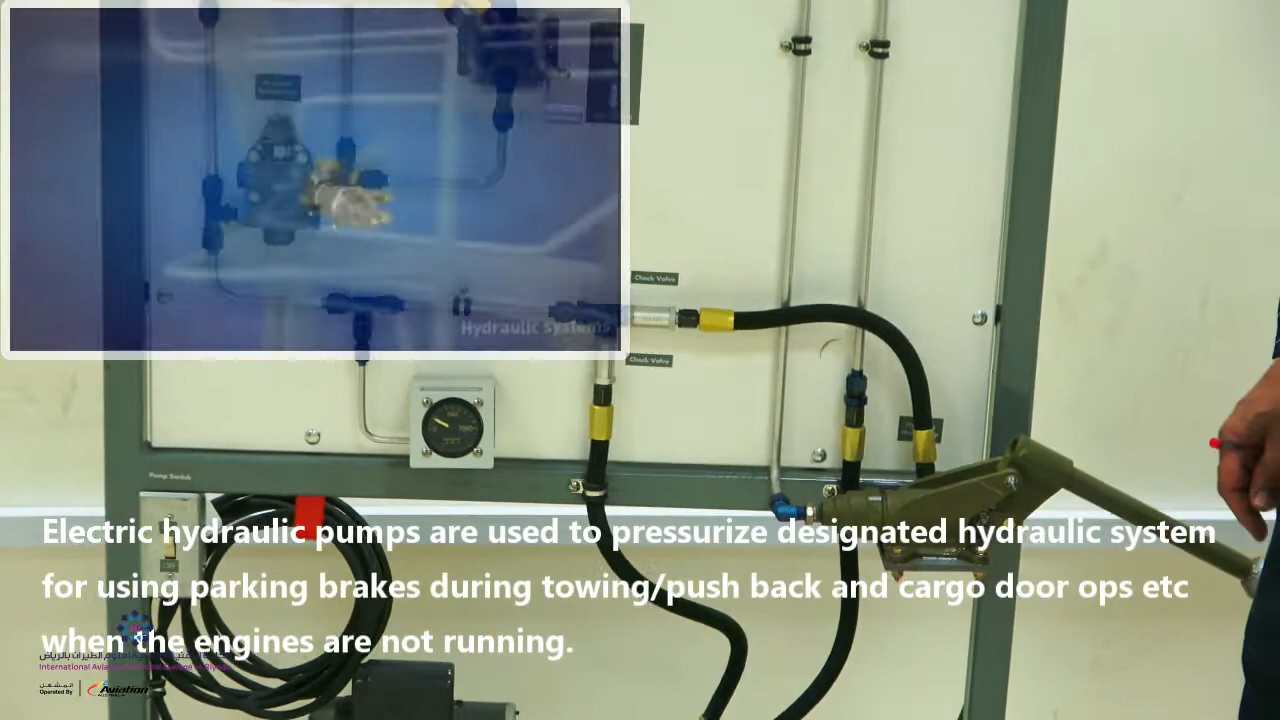 Hydraulic systems
Check Valve
Check Valve
Pump Switch
Electric hydraulic pumps are used to pressurize designated hydraulic system
for using parking brakes during towing/push back and cargo door ops etc
when the engines are not running.
International Aviation
Operated By
Aviation
AUSTRALIA